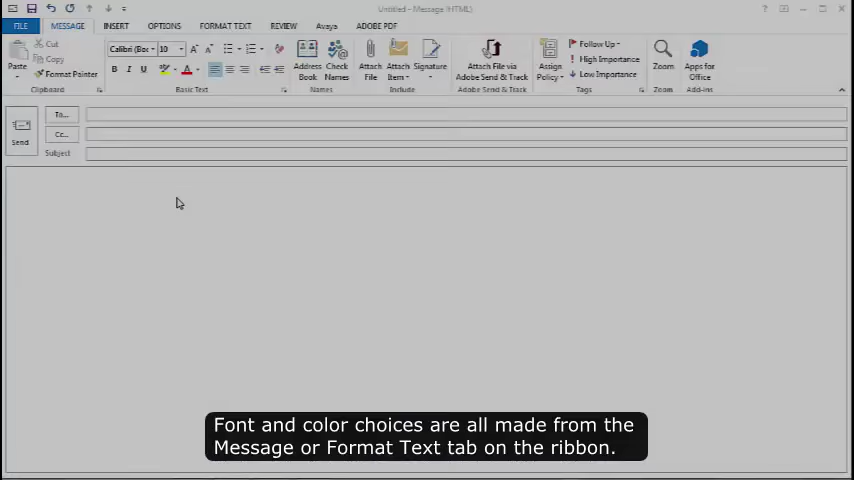 Untitled - Message (HTML)
FILE MESSAGE INSERT OPTIONS FORMAT TEXT REVIEW Avaya ADOBE PDF
Paste
Cut
Copy
Format Painter
Clipboard
Calibri (Bo 10
B I U
Basic Text
Address Book
Check Names
Names
Attach File
Attach Item
Signature
Include
Attach File via Adobe Send & Track
Adobe Send & Track
Assign Policy
Follow Up
High Importance
Low Importance
Tags
Zoom
Zoom
Apps for Office
Add-ins
Send
To...
Cc...
Subject
Font and color choices are all made from the
Message or Format Text tab on the ribbon.